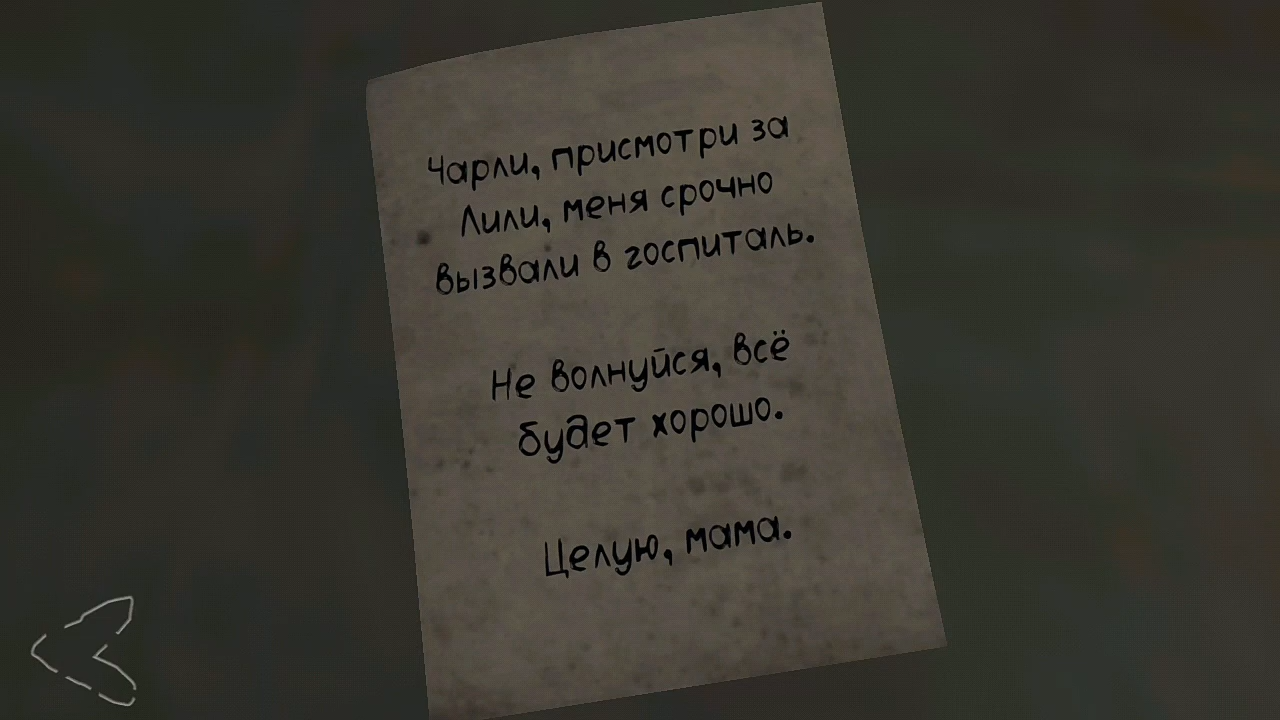 Чарли, присмотри за
Лили, меня срочно
вызвали в госпиталь.
Не волнуйся, всё
будет хорошо.
Целую, мама.